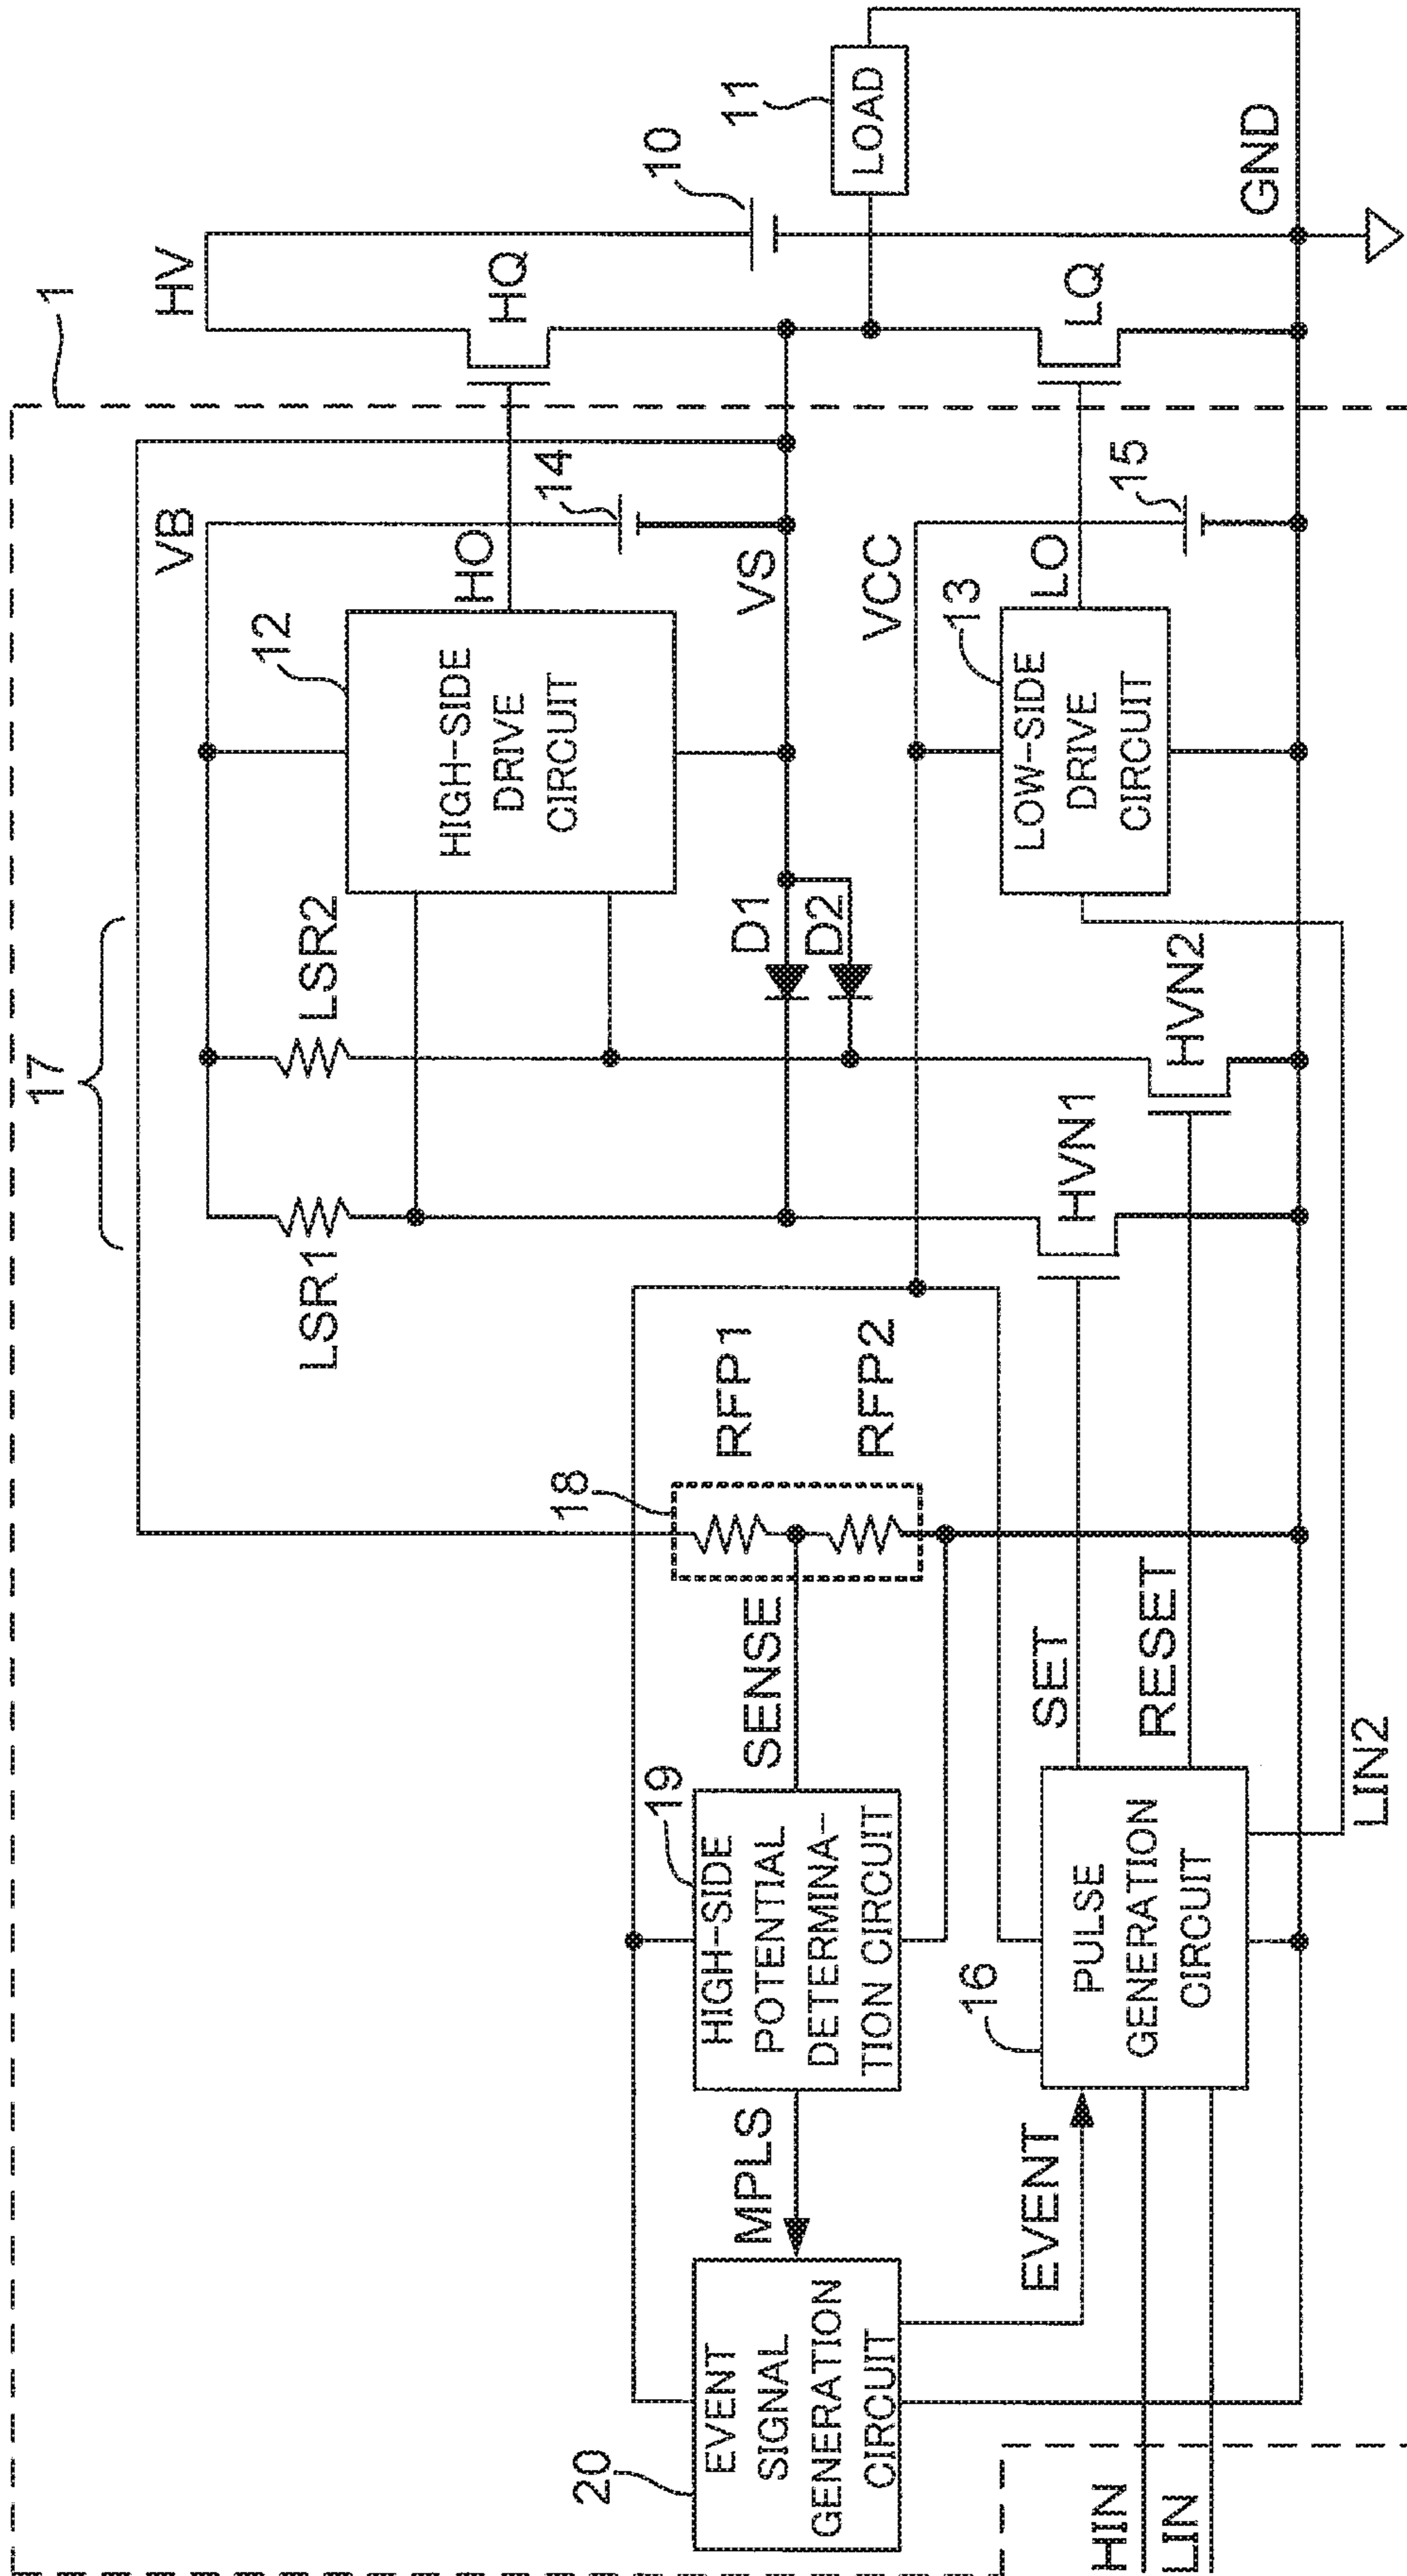 1
17
VB
HV
12
HO
14
HQ
10
11
LOAD
HIGH-SIDE
DRIVE
CIRCUIT
LSR1
LSR2
VS
D1
D2
VCC
13
LOW-SIDE
DRIVE
CIRCUIT
LO
15
LQ
GND
HVN1
HVN2
18
RFP1
RFP2
SENSE
19
HIGH-SIDE
POTENTIAL
DETERMINA-
TION CIRCUIT
MPLS
20
EVENT
SIGNAL
GENERATION
CIRCUIT
EVENT
16
PULSE
GENERATION
CIRCUIT
SET
RESET
LIN2
HIN
LIN